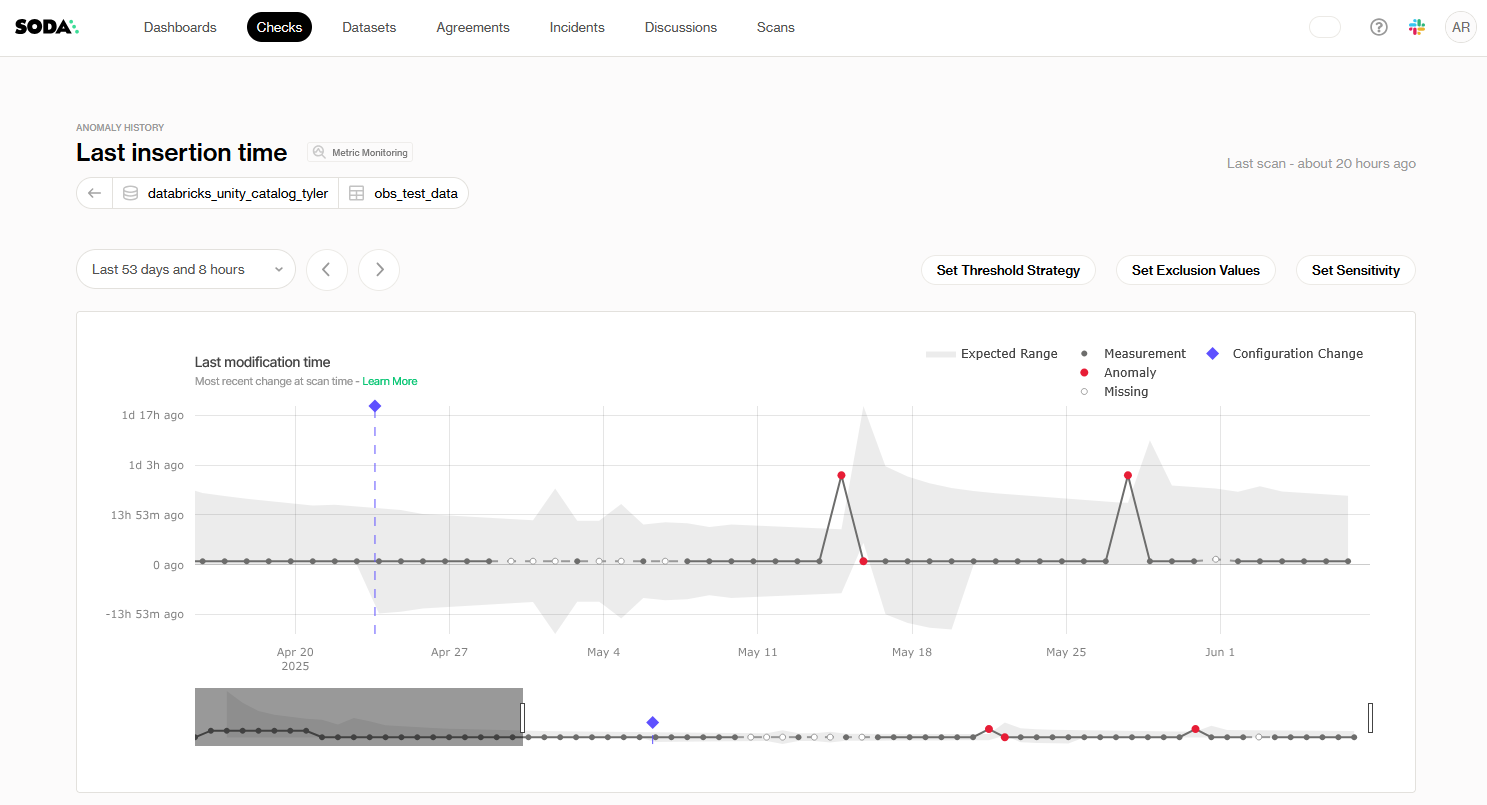 SODA
Dashboards Checks Datasets Agreements Incidents Discussions Scans ? AR
ANOMALY HISTORY
Last insertion time Metric Monitoring
Last scan - about 20 hours ago
databricks_unity_catalog_tyler obs_test_data
Last 53 days and 8 hours
Set Threshold Strategy Set Exclusion Values Set Sensitivity
Last modification time
Most recent change at scan time - Learn More
Expected Range Measurement Configuration Change
Anomaly
Missing
1d 17h ago
1d 3h ago
13h 53m ago
0 ago
-13h 53m ago
Apr 20 Apr 27 May 4 May 11 May 18 May 25 Jun 1
2025